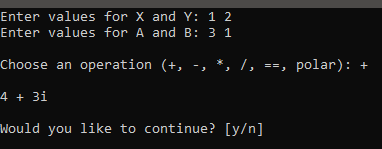 Enter values for X and Y: 1 2
Enter values for A and B: 3 1
Choose an operation (+, -, *, /, ==, polar): +
4 + 3i
Would you like to continue? [y/n]